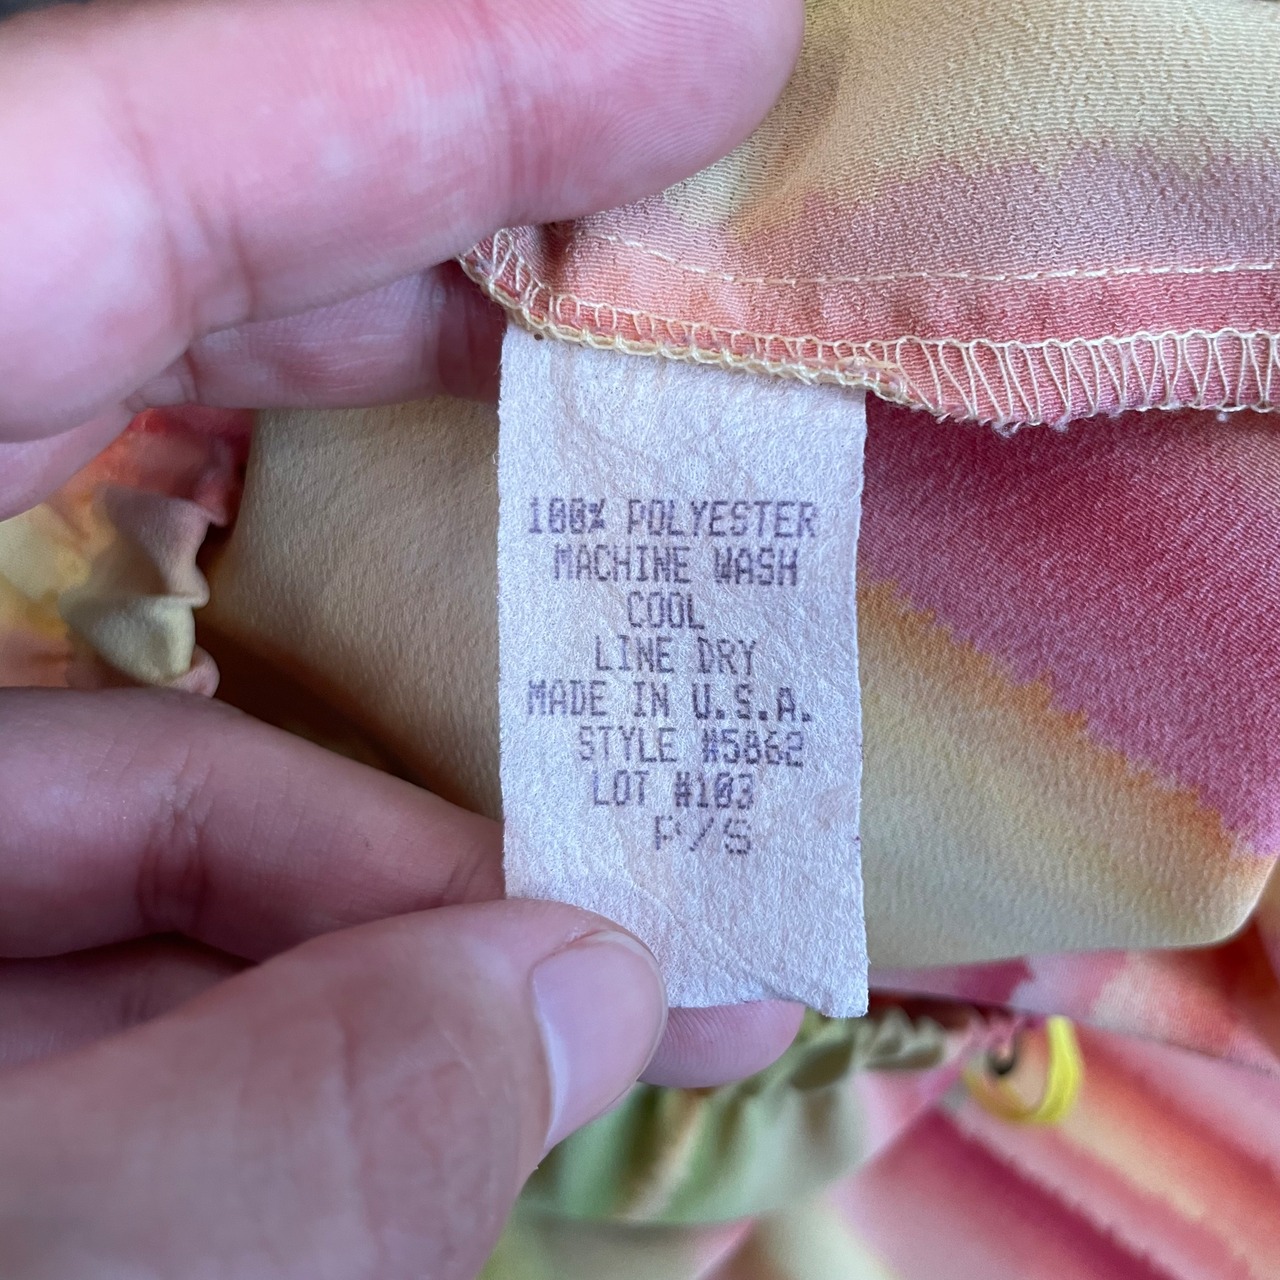 100% POLYESTER
MACHINE WASH
COOL
LINE DRY
MADE IN U.S.A.
STYLE #5862
LOT #103
P/S